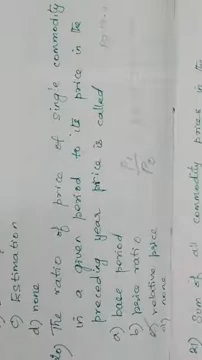 c) Estimation
d) none
20) The ratio of price of single commodity
in a given period to its price in the
preceding year price is called
a) base period
b) price ratio
P1/P0
c) relative price
d) none
21) Sum of all commodity prices in the